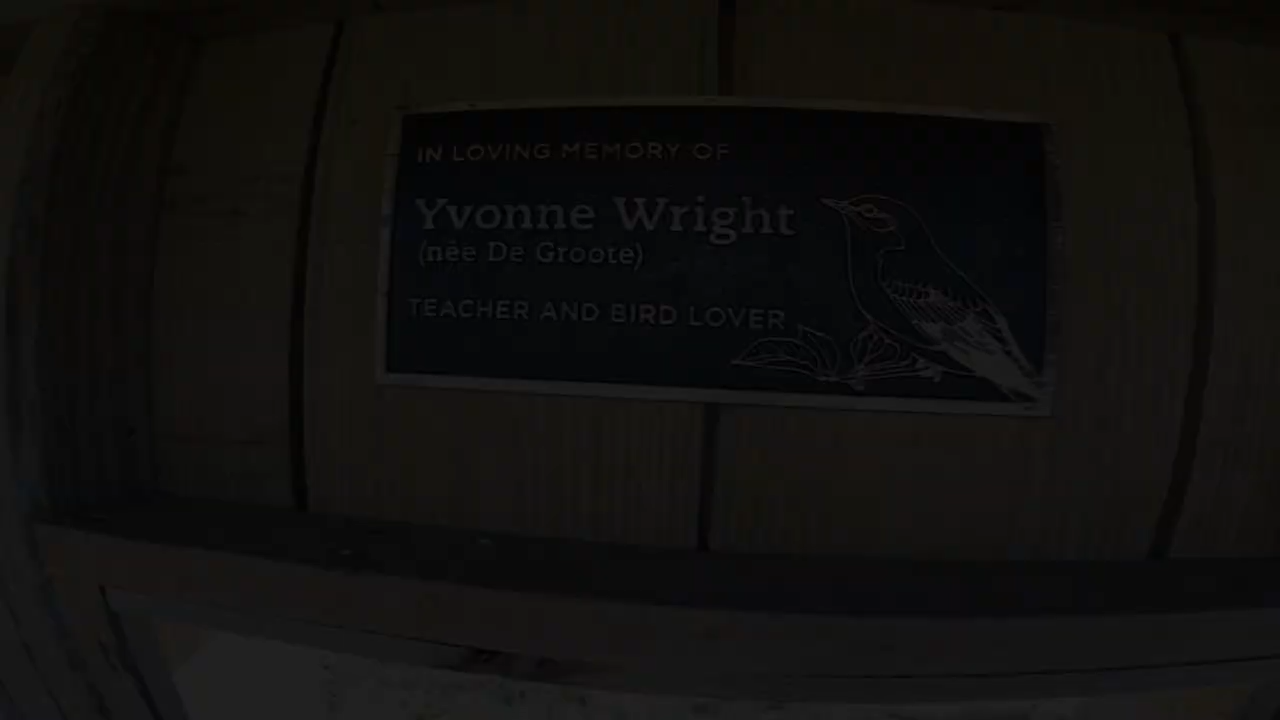 IN LOVING MEMORY OF
Yvonne Wright
(née De Groote)
TEACHER AND BIRD LOVER